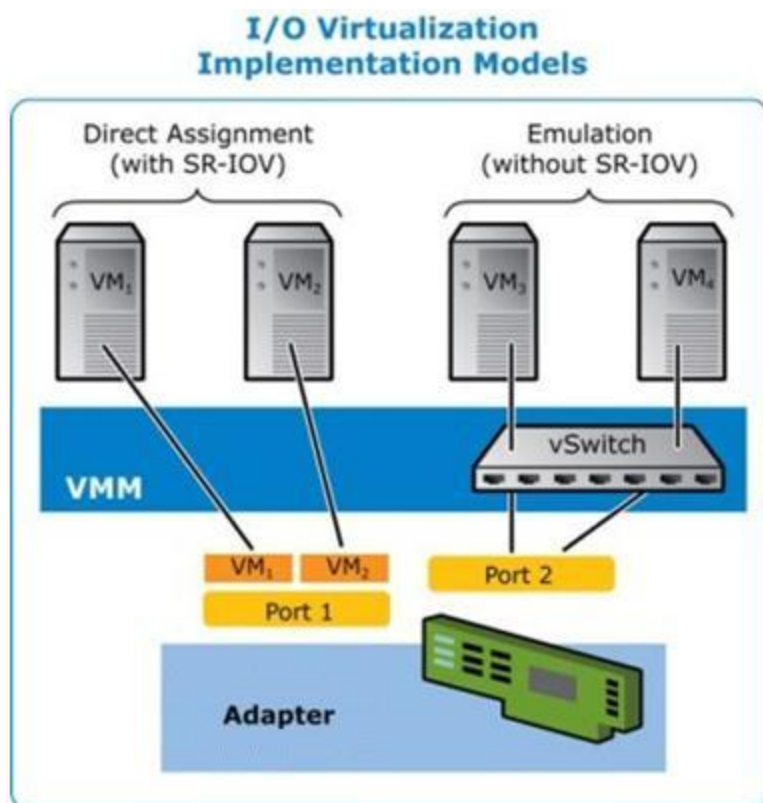 I/O Virtualization
Implementation Models
Direct Assignment
(with SR-IOV)
Emulation
(without SR-IOV)
VM₁
VM₂
VM₃
VM₄
vSwitch
VMM
VM₁
VM₂
Port 1
Port 2
Adapter